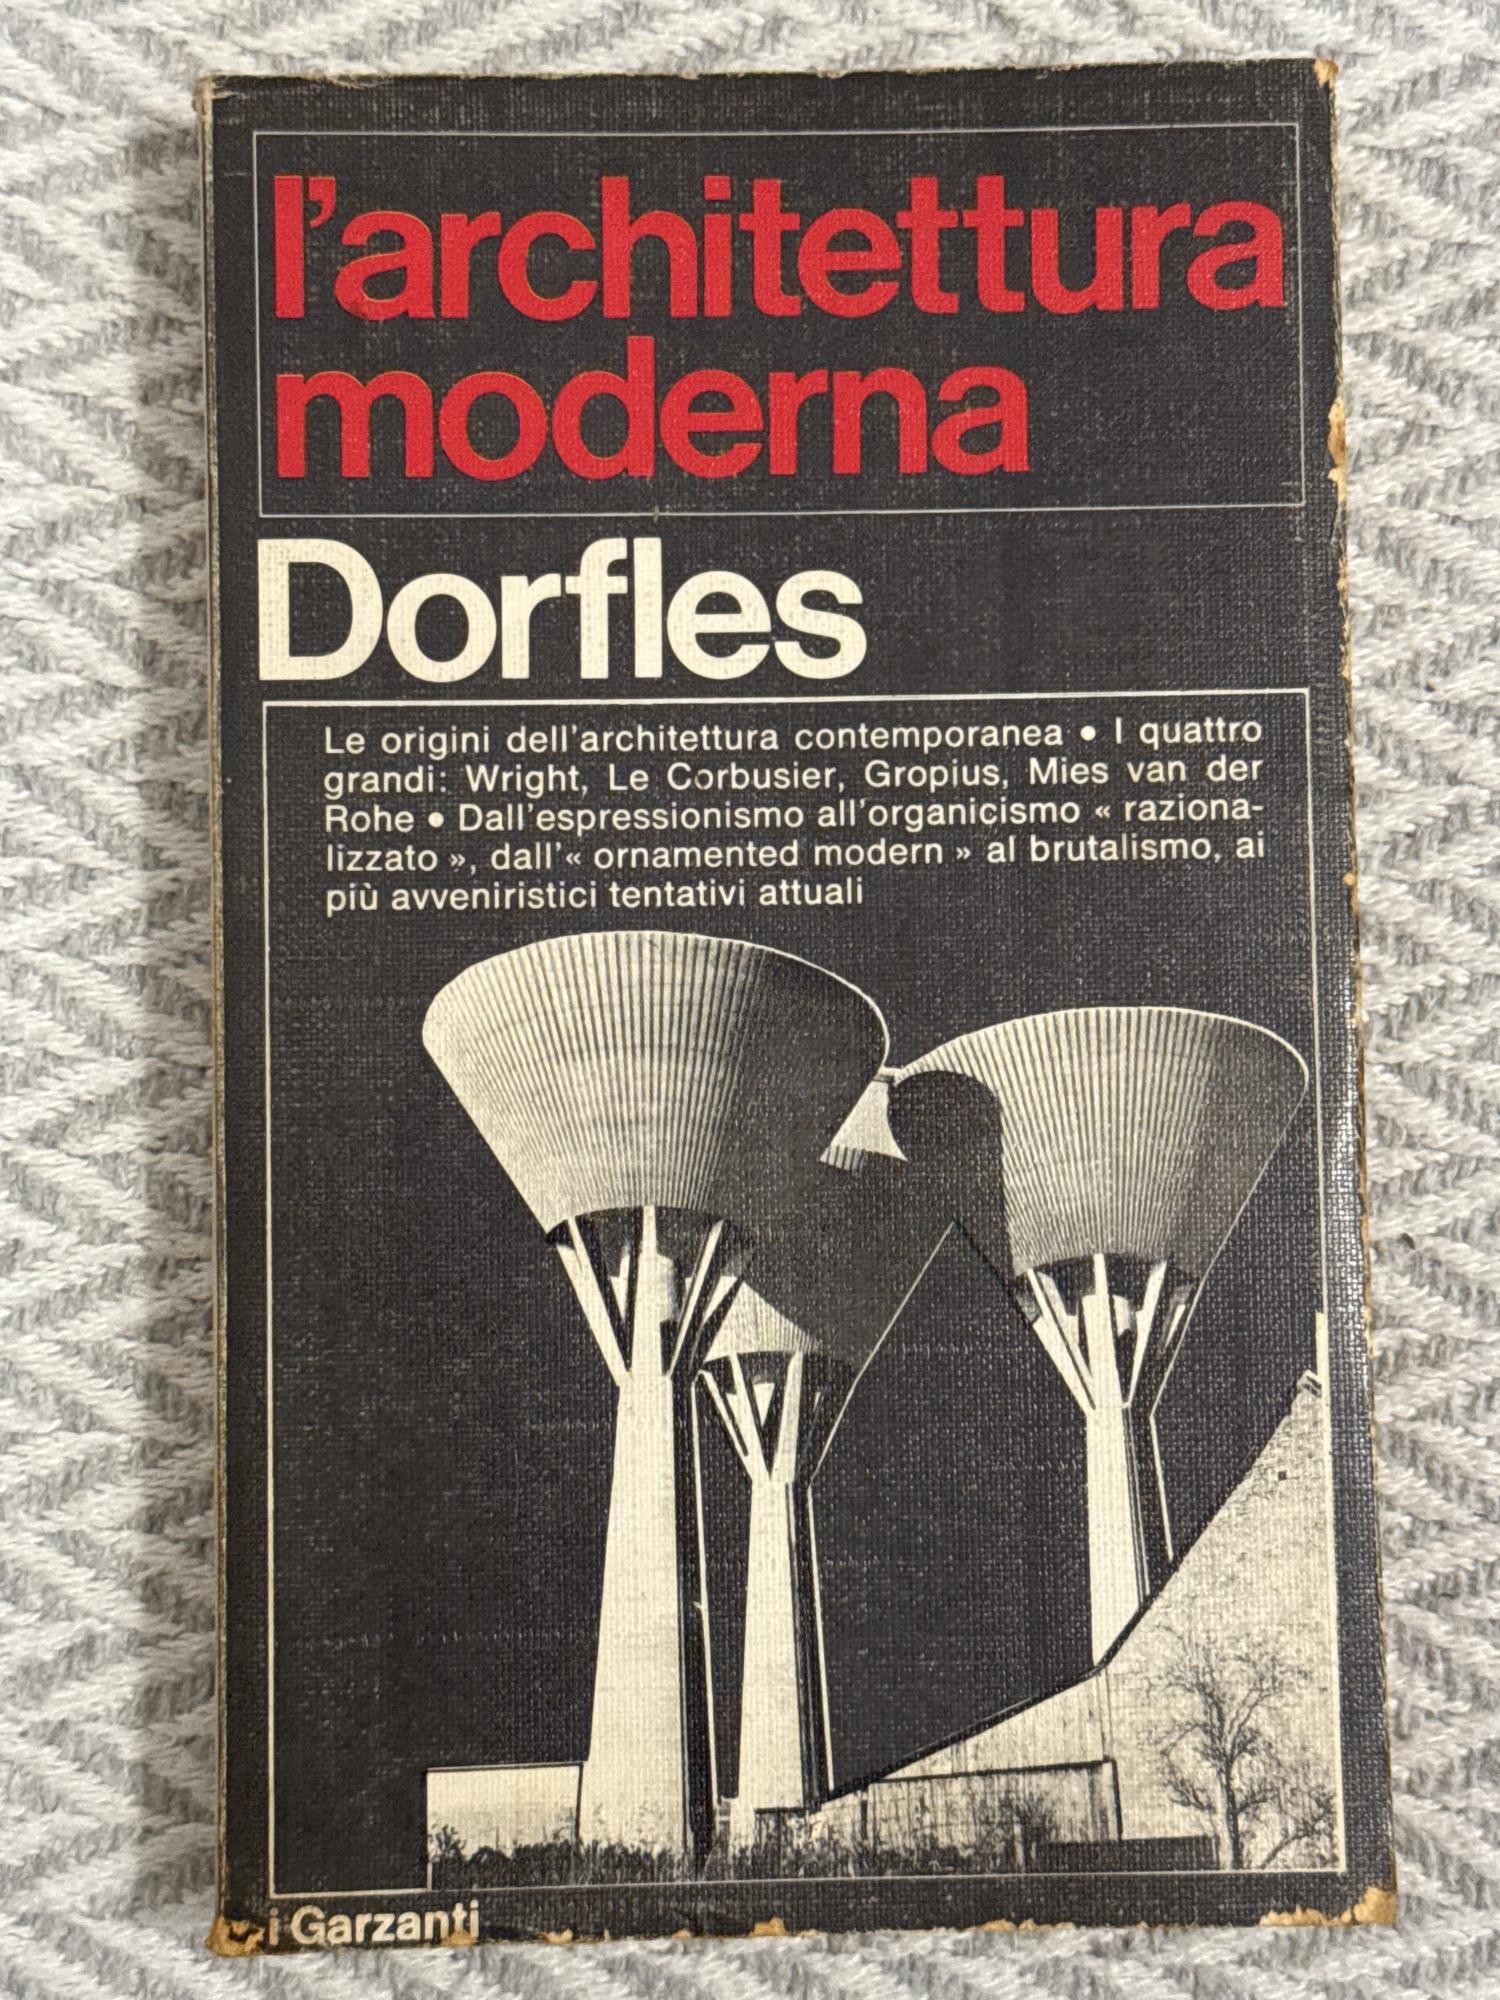 l'architettura
moderna
Dorfles
Le origini dell'architettura contemporanea • I quattro
grandi: Wright, Le Corbusier, Gropius, Mies van der
Rohe • Dall'espressionismo all'organicismo « raziona-
lizzato », dall'« ornamented modern » al brutalismo, ai
più avveniristici tentativi attuali
i Garzanti